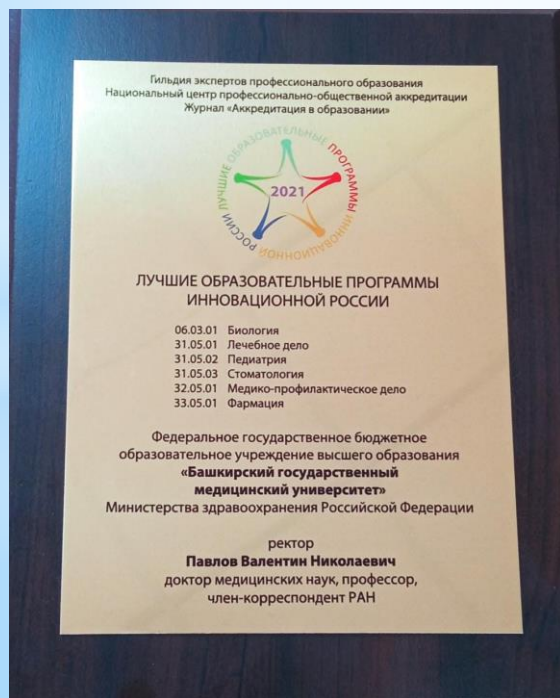 Гильдия экспертов профессионального образования
Национальный центр профессионально-общественной аккредитации
Журнал «Аккредитация в образовании»
ЛУЧШИЕ ОБРАЗОВАТЕЛЬНЫЕ ПРОГРАММЫ ИННОВАЦИОННОЙ РОССИИ
2021
ЛУЧШИЕ ОБРАЗОВАТЕЛЬНЫЕ ПРОГРАММЫ
ИННОВАЦИОННОЙ РОССИИ
06.03.01 Биология
31.05.01 Лечебное дело
31.05.02 Педиатрия
31.05.03 Стоматология
32.05.01 Медико-профилактическое дело
33.05.01 Фармация
Федеральное государственное бюджетное
образовательное учреждение высшего образования
«Башкирский государственный
медицинский университет»
Министерства здравоохранения Российской Федерации
ректор
Павлов Валентин Николаевич
доктор медицинских наук, профессор,
член-корреспондент РАН